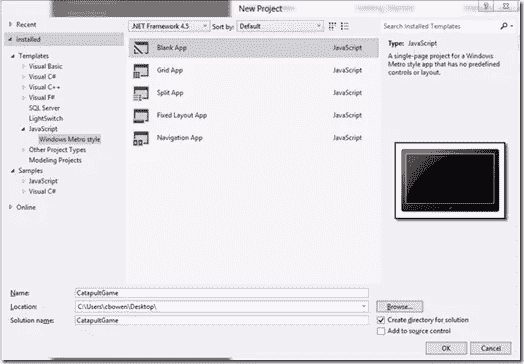 New Project
Recent
Installed
Templates
Visual Basic
Visual C#
Visual C++
Visual F#
SQL Server
LightSwitch
JavaScript
Windows Metro style
Other Project Types
Modeling Projects
Samples
JavaScript
Visual C#
Online
.NET Framework 4.5 Sort by: Default
Blank App JavaScript
Grid App JavaScript
Split App JavaScript
Fixed Layout App JavaScript
Navigation App JavaScript
Search Installed Templates
Type: JavaScript
A single-page project for a Windows
Metro style app that has no predefined
controls or layout.
Name: CatapultGame
Location: C:\Users\cbowen\Desktop\
Browse...
Solution name: CatapultGame
Create directory for solution
Add to source control
OK Cancel